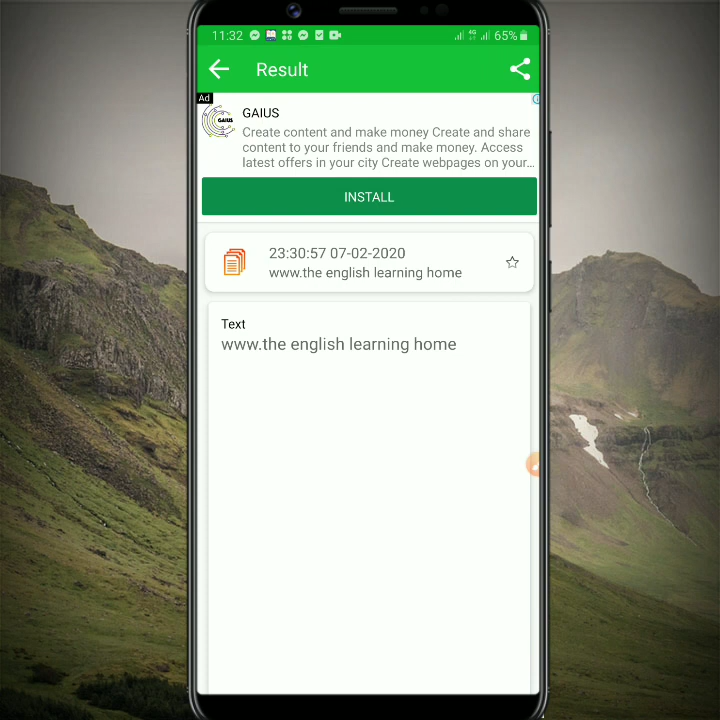 11:32
4G
65%
Result
Ad
GAIUS
GAIUS
Create content and make money Create and share
content to your friends and make money. Access
latest offers in your city Create webpages on your...
INSTALL
23:30:57 07-02-2020
www.the english learning home
Text
www.the english learning home